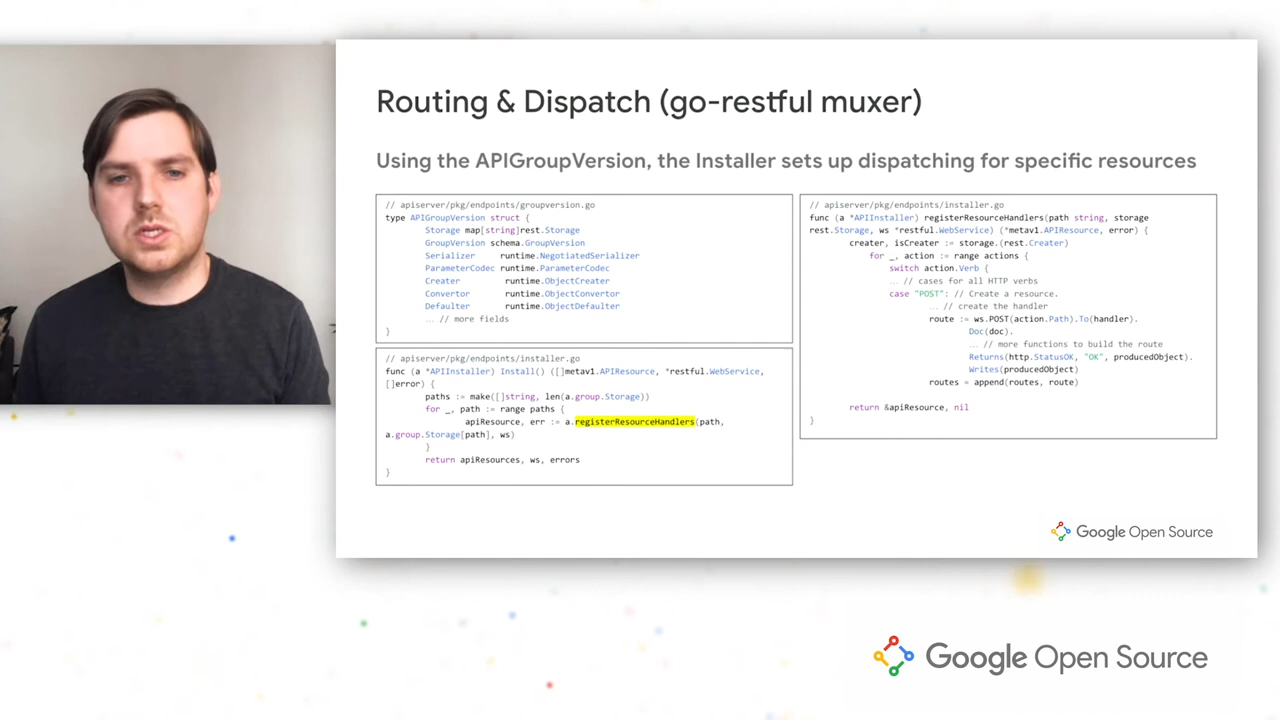 Routing & Dispatch (go-restful muxer)
Using the APIGroupVersion, the Installer sets up dispatching for specific resources
// apiserver/pkg/endpoints/groupversion.go
type APIGroupVersion struct {
Storage map[string]rest.Storage
GroupVersion schema.GroupVersion
Serializer runtime.NegotiatedSerializer
ParameterCodec runtime.ParameterCodec
Creater runtime.ObjectCreater
Convertor runtime.ObjectConvertor
Defaulter runtime.ObjectDefaulter
… // more fields
}
// apiserver/pkg/endpoints/installer.go
func (a *APIInstaller) Install() ([]metav1.APIResource, *restful.WebService,
[]error) {
paths := make([]string, len(a.group.Storage))
for _, path := range paths {
apiResource, err := a.registerResourceHandlers(path,
a.group.Storage[path], ws)
}
return apiResources, ws, errors
}
// apiserver/pkg/endpoints/installer.go
func (a *APIInstaller) registerResourceHandlers(path string, storage
rest.Storage, ws *restful.WebService) (*metav1.APIResource, error) {
creater, isCreater := storage.(rest.Creater)
for _, action := range actions {
switch action.Verb {
… // cases for all HTTP verbs
case "POST": // Create a resource.
… // create the handler
route := ws.POST(action.Path).To(handler).
Doc(doc).
… // more functions to build the route
Returns(http.StatusOK, "OK", producedObject).
Writes(producedObject)
routes = append(routes, route)
return &apiResource, nil
}
Google Open Source
Google Open Source